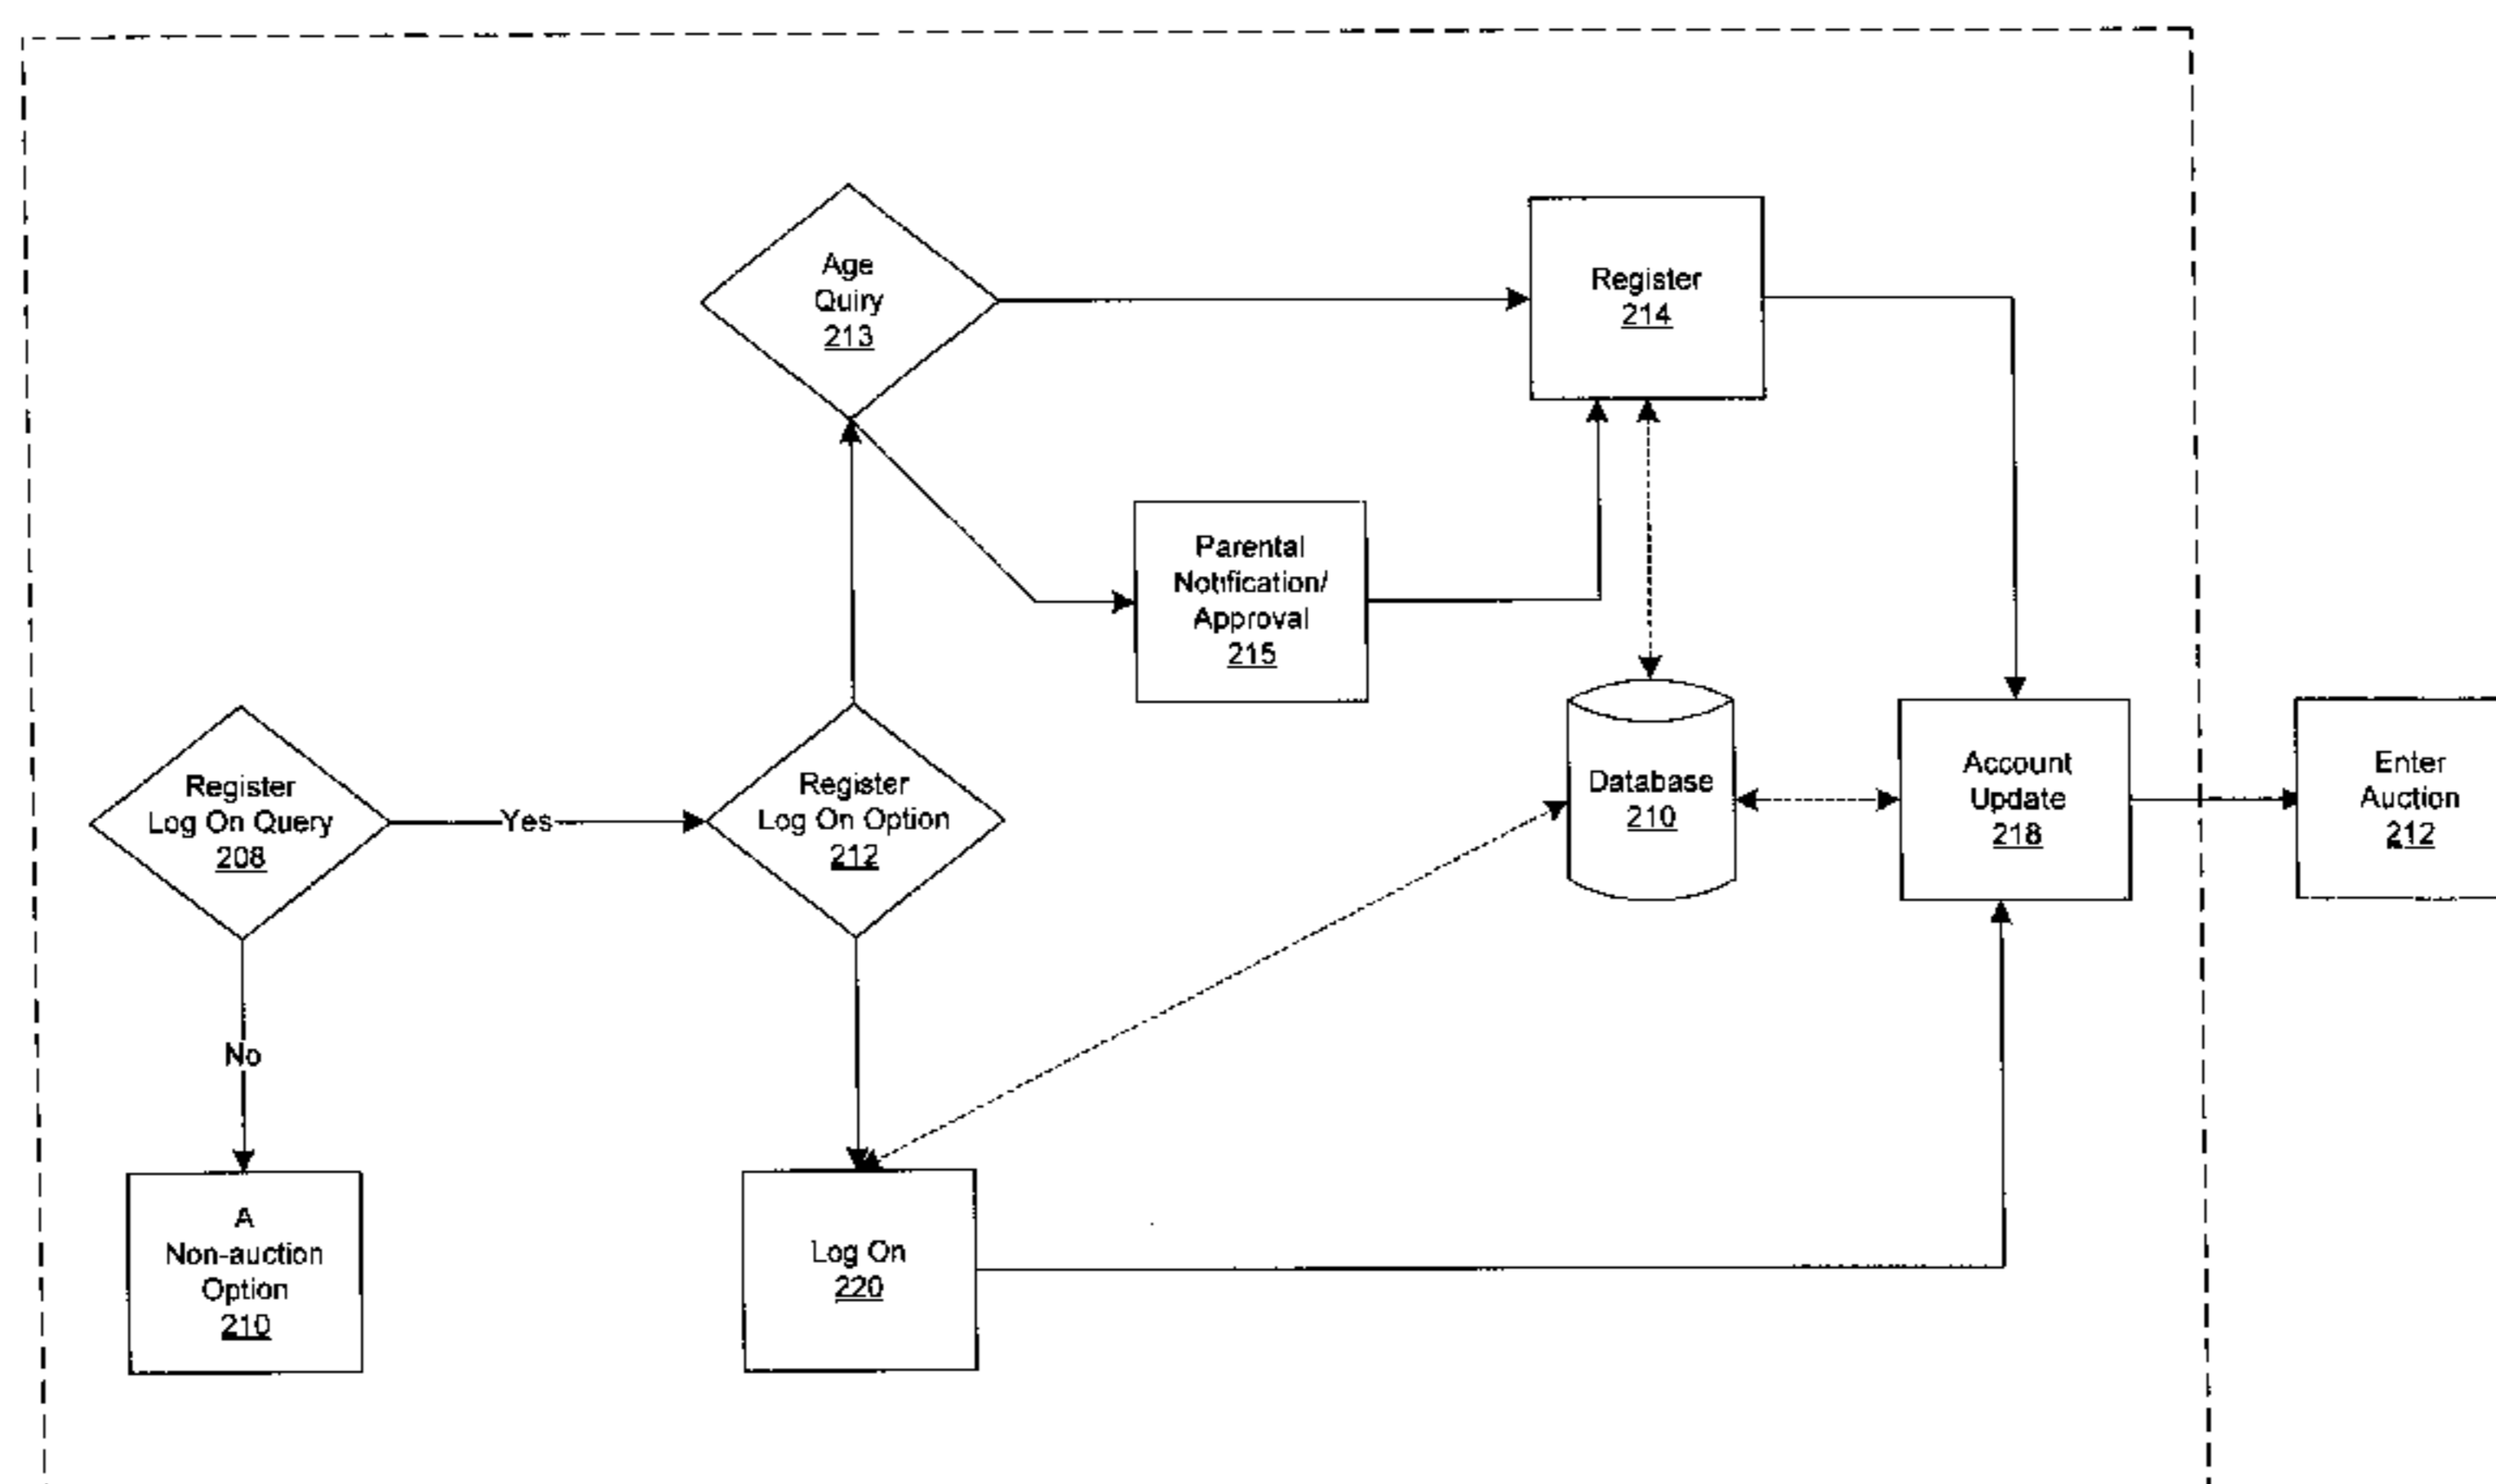 Age
Quiry
213
Register
214
Parental
Notification/
Approval
215
Register
Log On Query
208
Yes
Register
Log On Option
212
Database
210
Account
Update
218
Enter
Auction
212
No
A
Non-auction
Option
210
Log On
220